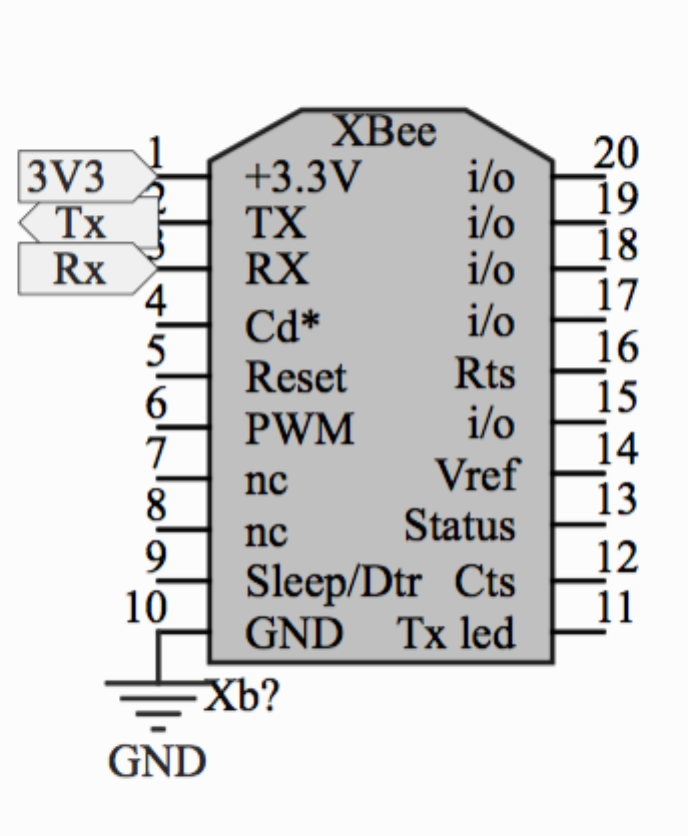 XBee
1 20
3V3 +3.3V i/o
2 19
Tx TX i/o
3 18
Rx RX i/o
4 17
Cd* i/o
5 16
Reset Rts
6 15
PWM i/o
7 14
nc Vref
8 13
nc Status
9 12
Sleep/Dtr Cts
10 11
GND Tx led
Xb?
GND